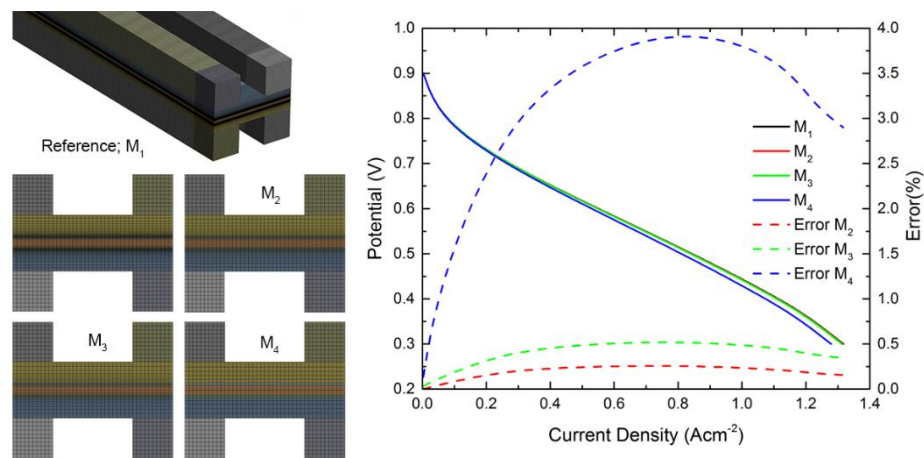 Reference; M₁
M₂
M₃
M₄
Potential (V)
1.0
0.9
0.8
0.7
0.6
0.5
0.4
0.3
0.2
0.0 0.2 0.4 0.6 0.8 1.0 1.2 1.4
Current Density (Acm⁻²)
4.0
3.5
3.0
2.5
2.0
1.5
1.0
0.5
0.0
Error(%)
M₁
M₂
M₃
M₄
Error M₂
Error M₃
Error M₄